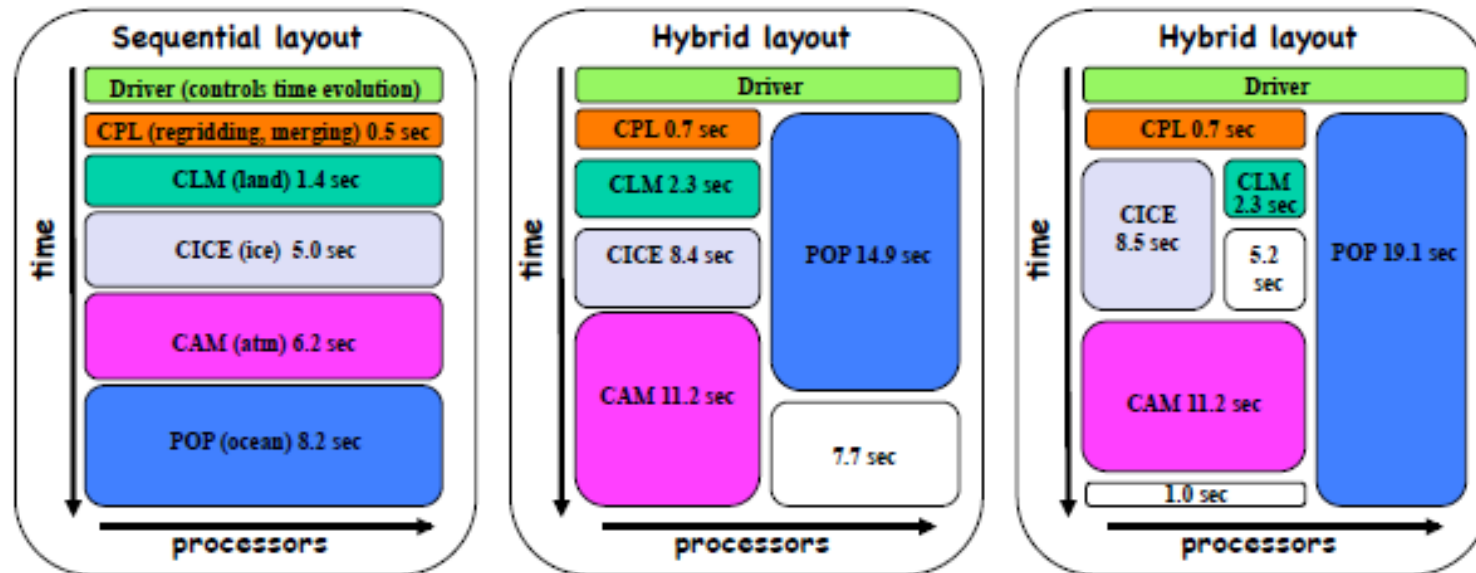 Sequential layout
Driver (controls time evolution)
CPL (regridding, merging) 0.5 sec
CLM (land) 1.4 sec
CICE (ice) 5.0 sec
CAM (atm) 6.2 sec
POP (ocean) 8.2 sec
time
processors
Hybrid layout
Driver
CPL 0.7 sec
CLM 2.3 sec
CICE 8.4 sec
POP 14.9 sec
CAM 11.2 sec
7.7 sec
time
processors
Hybrid layout
Driver
CPL 0.7 sec
CICE
8.5 sec
CLM
2.3 sec
5.2
sec
POP 19.1 sec
CAM 11.2 sec
1.0 sec
time
processors